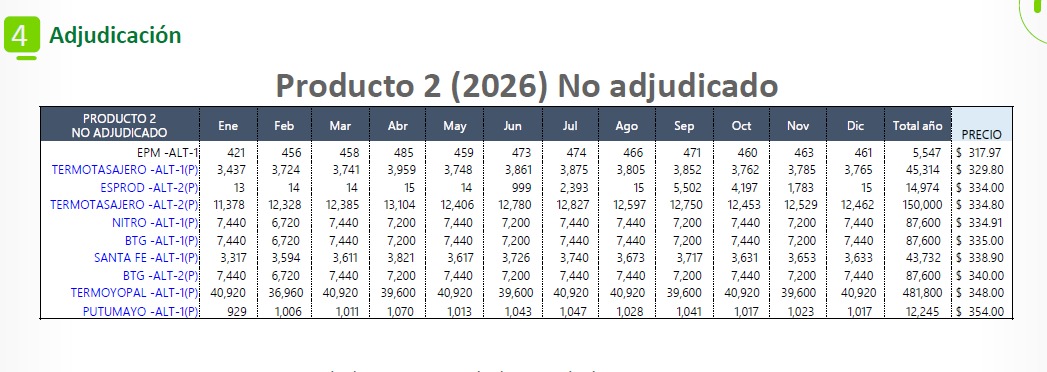 4 Adjudicación
Producto 2 (2026) No adjudicado
PRODUCTO 2 NO ADJUDICADO Ene Feb Mar Abr May Jun Jul Ago Sep Oct Nov Dic Total año PRECIO
EPM -ALT-1 421 456 458 485 459 473 474 466 471 460 463 461 5,547 $ 317.97
TERMOTASAJERO -ALT-1(P) 3,437 3,724 3,741 3,959 3,748 3,861 3,875 3,805 3,852 3,762 3,785 3,765 45,314 $ 329.80
ESPROD -ALT-2(P) 13 14 14 15 14 999 2,393 15 5,502 4,197 1,783 15 14,974 $ 334.00
TERMOTASAJERO -ALT-2(P) 11,378 12,328 12,385 13,104 12,406 12,780 12,827 12,597 12,750 12,453 12,529 12,462 150,000 $ 334.80
NITRO -ALT-1(P) 7,440 6,720 7,440 7,200 7,440 7,200 7,440 7,440 7,200 7,440 7,200 7,440 87,600 $ 334.91
BTG -ALT-1(P) 7,440 6,720 7,440 7,200 7,440 7,200 7,440 7,440 7,200 7,440 7,200 7,440 87,600 $ 335.00
SANTA FE -ALT-1(P) 3,317 3,594 3,611 3,821 3,617 3,726 3,740 3,673 3,717 3,631 3,653 3,633 43,732 $ 338.90
BTG -ALT-2(P) 7,440 6,720 7,440 7,200 7,440 7,200 7,440 7,440 7,200 7,440 7,200 7,440 87,600 $ 340.00
TERMOYOPAL -ALT-1(P) 40,920 36,960 40,920 39,600 40,920 39,600 40,920 40,920 39,600 40,920 39,600 40,920 481,800 $ 348.00
PUTUMAYO -ALT-1(P) 929 1,006 1,011 1,070 1,013 1,043 1,047 1,028 1,041 1,017 1,023 1,017 12,245 $ 354.00